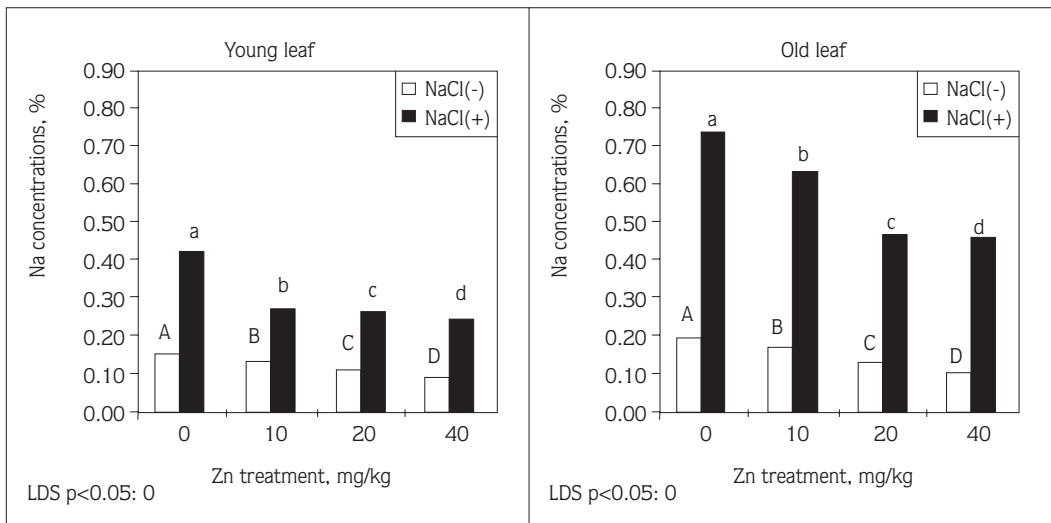 Young leaf
Na concentrations, %
0.90
0.80
0.70
0.60
0.50
0.40
0.30
0.20
0.10
0.00
NaCl(-)
NaCl(+)
A a B b C c D d
0 10 20 40
Zn treatment, mg/kg
LDS p<0.05: 0
Old leaf
Na concentrations, %
0.90
0.80
0.70
0.60
0.50
0.40
0.30
0.20
0.10
0.00
NaCl(-)
NaCl(+)
A a B b C c D d
0 10 20 40
Zn treatment, mg/kg
LDS p<0.05: 0